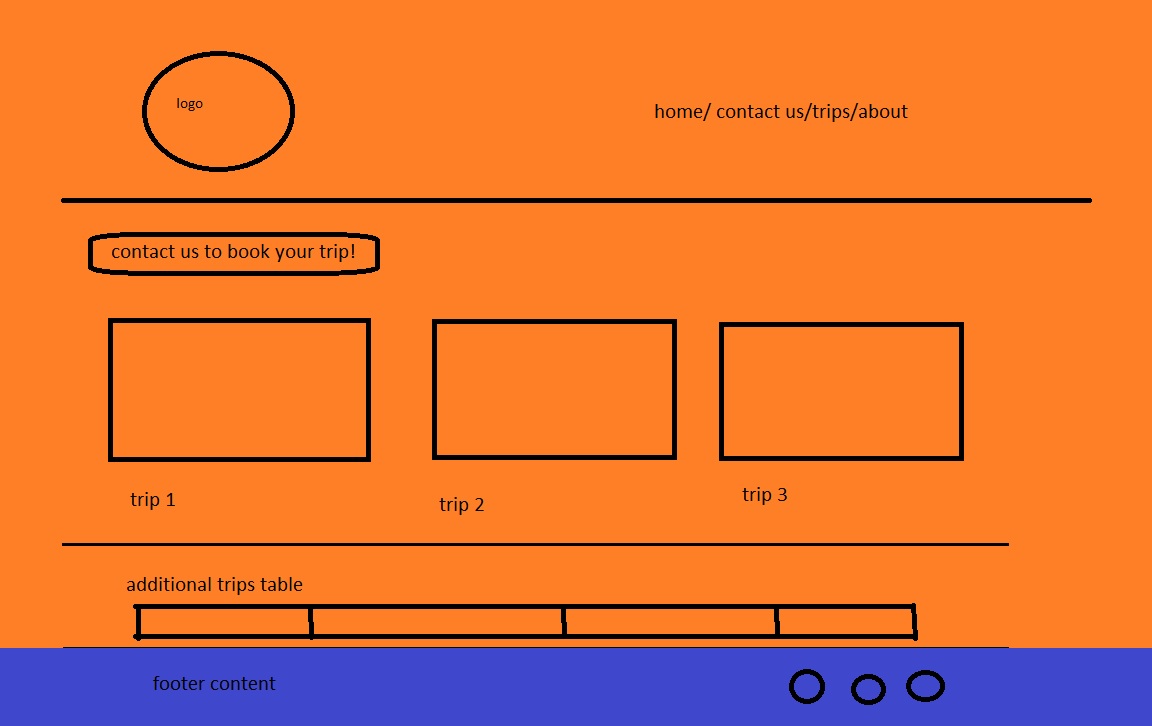 logo
home/ contact us/trips/about
contact us to book your trip!
trip 1
trip 2
trip 3
additional trips table
footer content